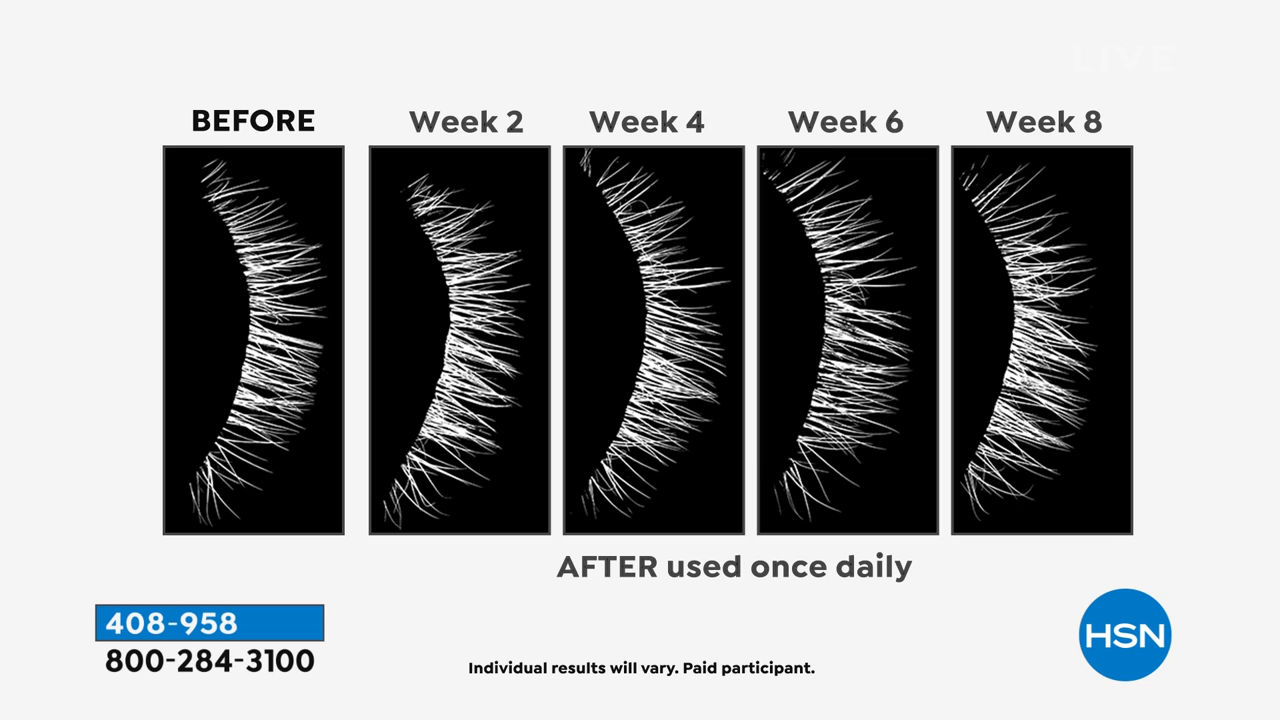 LIVE
BEFORE
Week 2
Week 4
Week 6
Week 8
AFTER used once daily
408-958
800-284-3100
Individual results will vary. Paid participant.
HSN